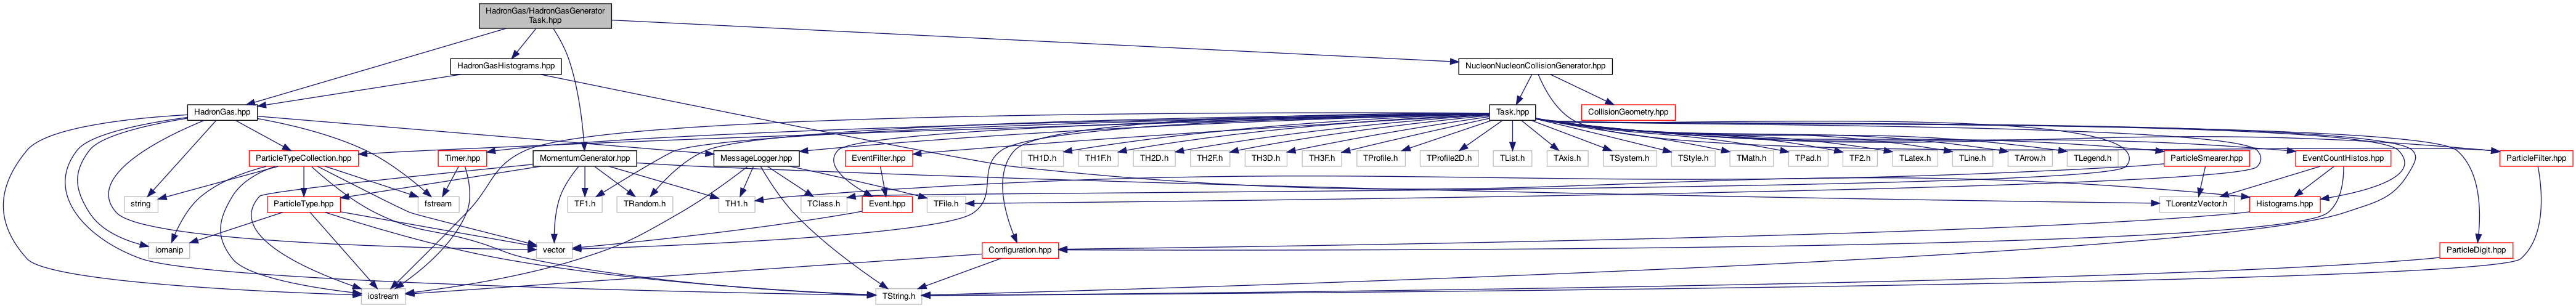 HadronGas/HadronGasGenerator
Task.hpp
HadronGasHistograms.hpp
NucleonNucleonCollisionGenerator.hpp
HadronGas.hpp
Task.hpp
CollisionGeometry.hpp
ParticleTypeCollection.hpp
Timer.hpp
MomentumGenerator.hpp
MessageLogger.hpp
EventFilter.hpp
TH1D.h
TH1F.h
TH2D.h
TH2F.h
TH3D.h
TH3F.h
TProfile.h
TProfile2D.h
TList.h
TAxis.h
TSystem.h
TStyle.h
TMath.h
TPad.h
TF2.h
TLatex.h
TLine.h
TArrow.h
TLegend.h
ParticleSmearer.hpp
EventCountHistos.hpp
ParticleFilter.hpp
string
ParticleType.hpp
fstream
TF1.h
TRandom.h
TH1.h
TClass.h
Event.hpp
TFile.h
TLorentzVector.h
Histograms.hpp
iomanip
vector
Configuration.hpp
ParticleDigit.hpp
iostream
TString.h